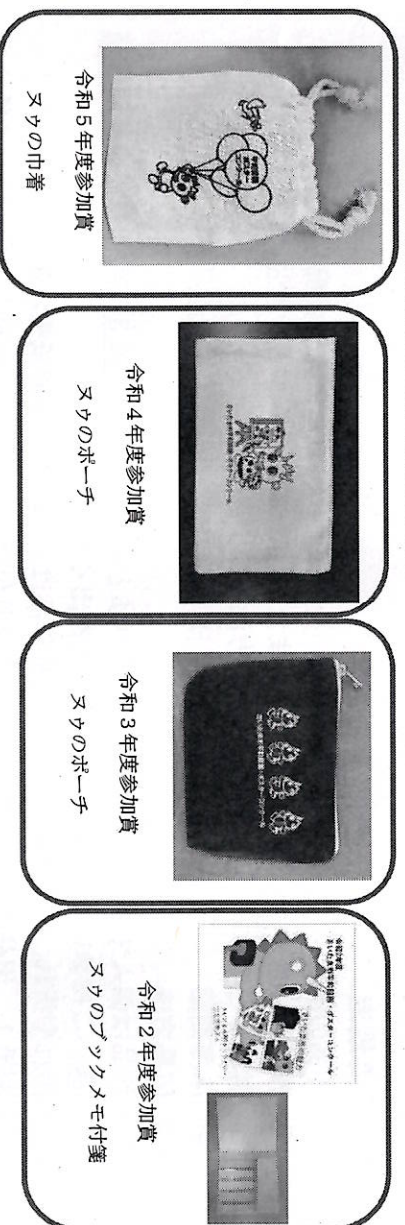 令和5年度参加賞
ヌゥの巾着
令和4年度参加賞
ヌゥのポーチ
令和3年度参加賞
ヌゥのポーチ
令和2年度参加賞
ヌゥのブックメモ付箋